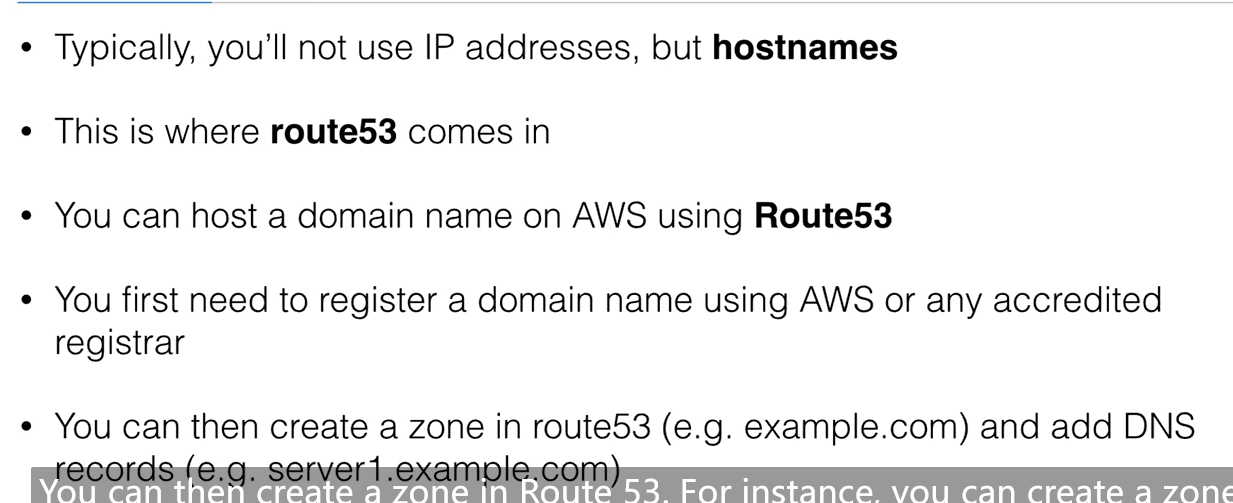 • Typically, you'll not use IP addresses, but hostnames
• This is where route53 comes in
• You can host a domain name on AWS using Route53
• You first need to register a domain name using AWS or any accredited
registrar
• You can then create a zone in route53 (e.g. example.com) and add DNS
records (e.g. server1.example.com)
You can then create a zone in Route 53. For instance, you can create a zone